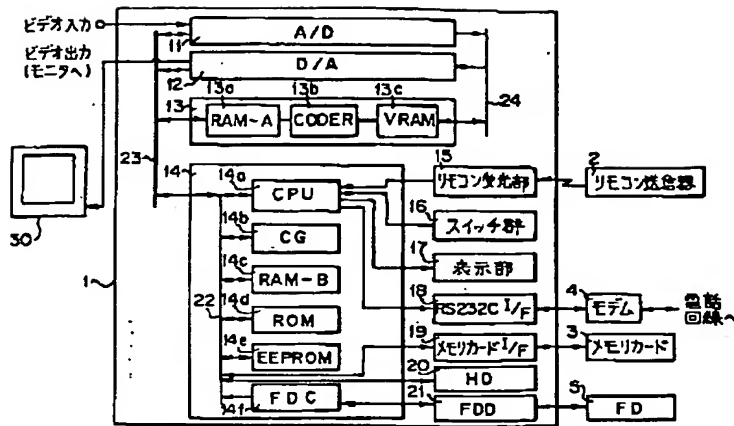 ビデオ入力
A/D
11
ビデオ出力
(モニタへ)
D/A
12
13
13a
13b
13c
RAM-A
CODER
VRAM
24
23
14
14a
CPU
15
リモコン受光部
2
リモコン送信器
16
スイッチ群
14b
CG
17
表示部
30
1
14c
RAM-B
18
RS232C I/F
4
モデム
電話
回線へ
22
14d
ROM
19
メモリカード I/F
3
メモリカード
14e
EEPROM
20
HD
14f
FDC
21
FDD
5
FD